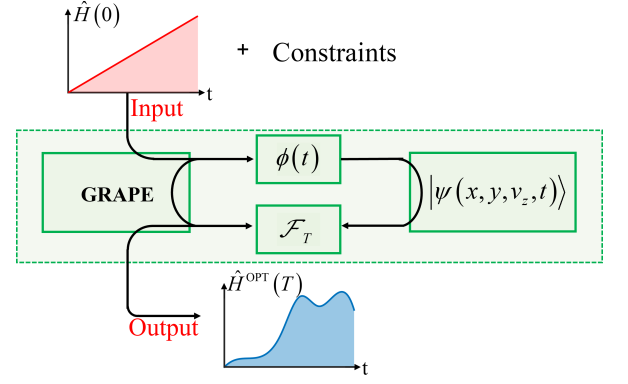 Ĥ(0)
+ Constraints
t
Input
ϕ(t)
GRAPE
|ψ(x, y, v_z, t)⟩
ℱ_T
Ĥ^OPT(T)
Output
t